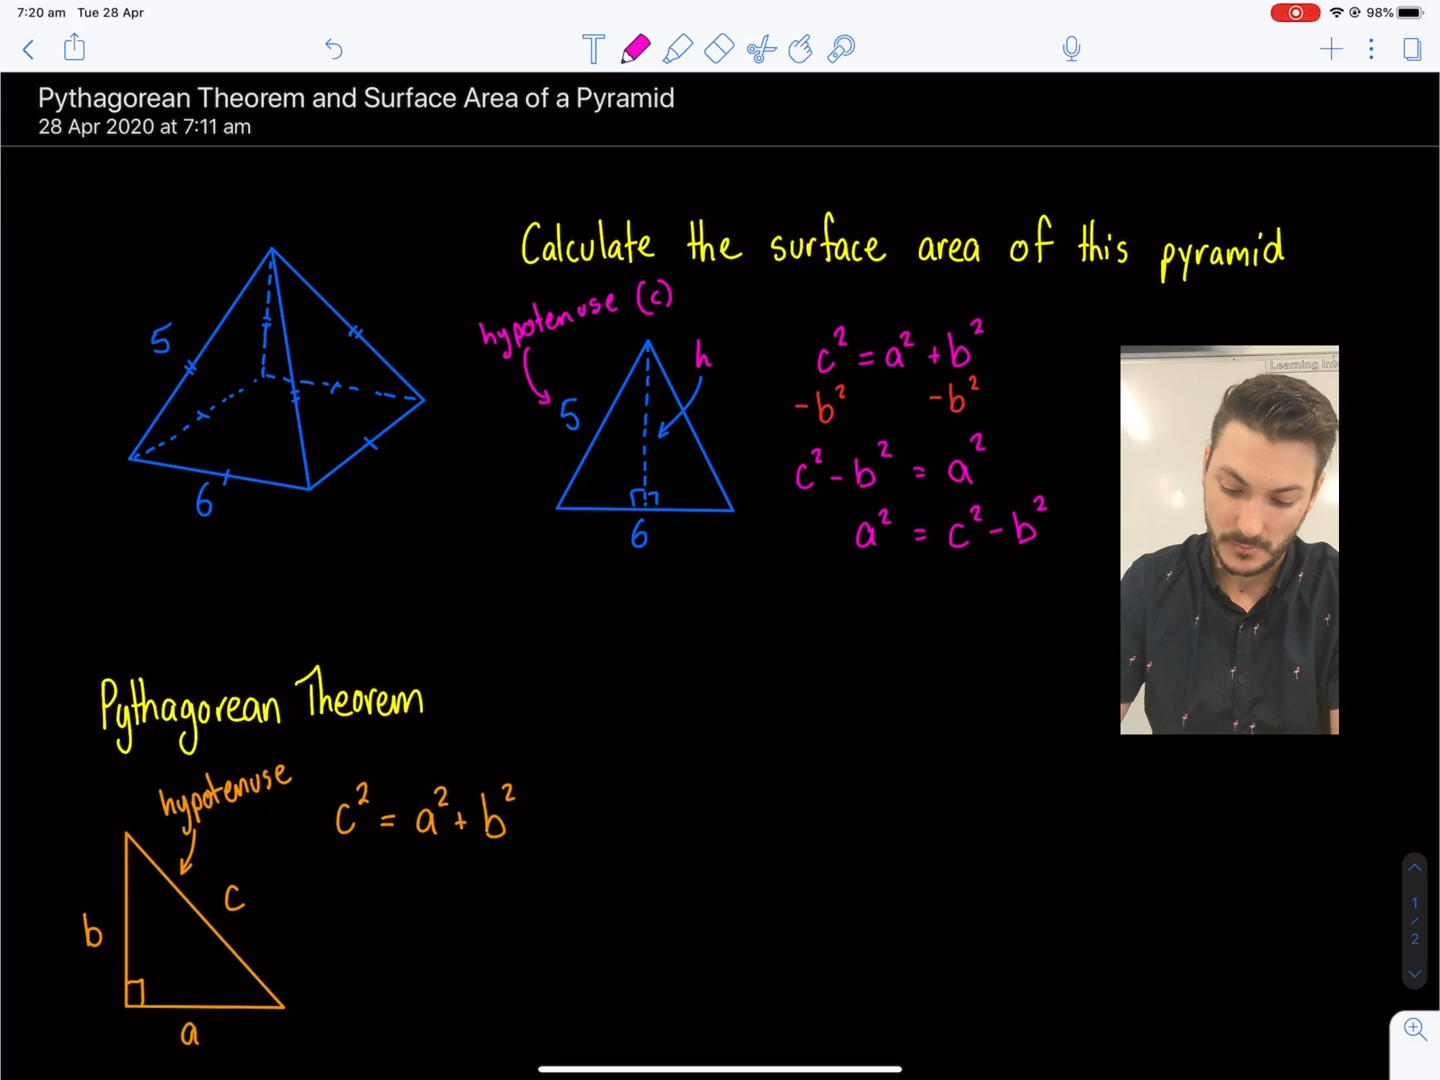 7:20 am Tue 28 Apr
98%
T
Pythagorean Theorem and Surface Area of a Pyramid
28 Apr 2020 at 7:11 am
Calculate the surface area of this pyramid
hypotenuse (c)
5
6
5
h
6
c² = a² + b²
-b² -b²
c² - b² = a²
a² = c² - b²
Learning
Pythagorean Theorem
hypotenuse
c² = a² + b²
c
b
a
1
/
2